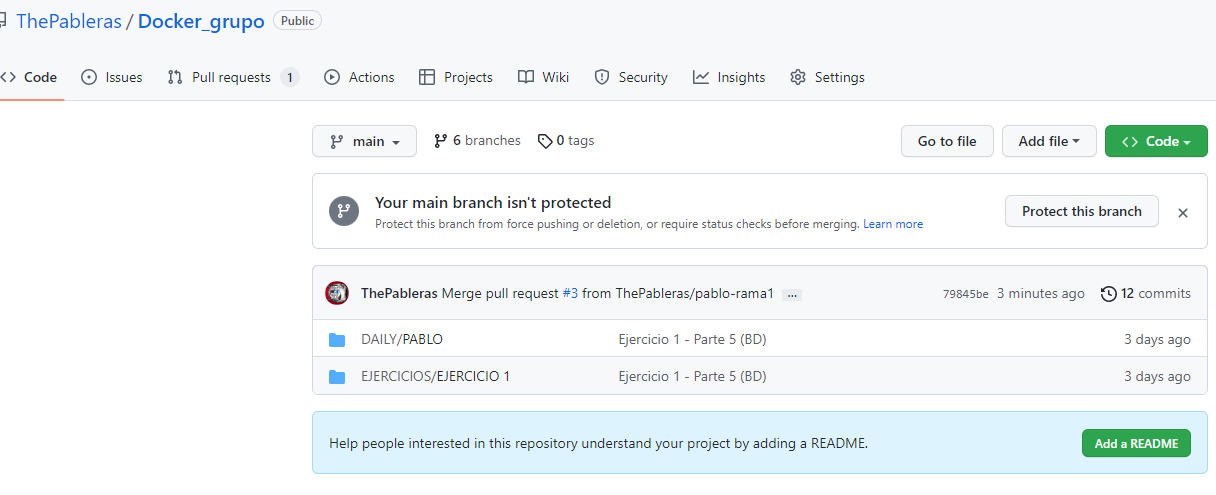 ThePableras / Docker_grupo Public
<> Code Issues Pull requests 1 Actions Projects Wiki Security Insights Settings
main 6 branches 0 tags Go to file Add file <> Code
Your main branch isn't protected
Protect this branch from force pushing or deletion, or require status checks before merging. Learn more
Protect this branch
ThePableras Merge pull request #3 from ThePableras/pablo-rama1 ... 79845be 3 minutes ago 12 commits
DAILY/PABLO Ejercicio 1 - Parte 5 (BD) 3 days ago
EJERCICIOS/EJERCICIO 1 Ejercicio 1 - Parte 5 (BD) 3 days ago
Help people interested in this repository understand your project by adding a README. Add a README